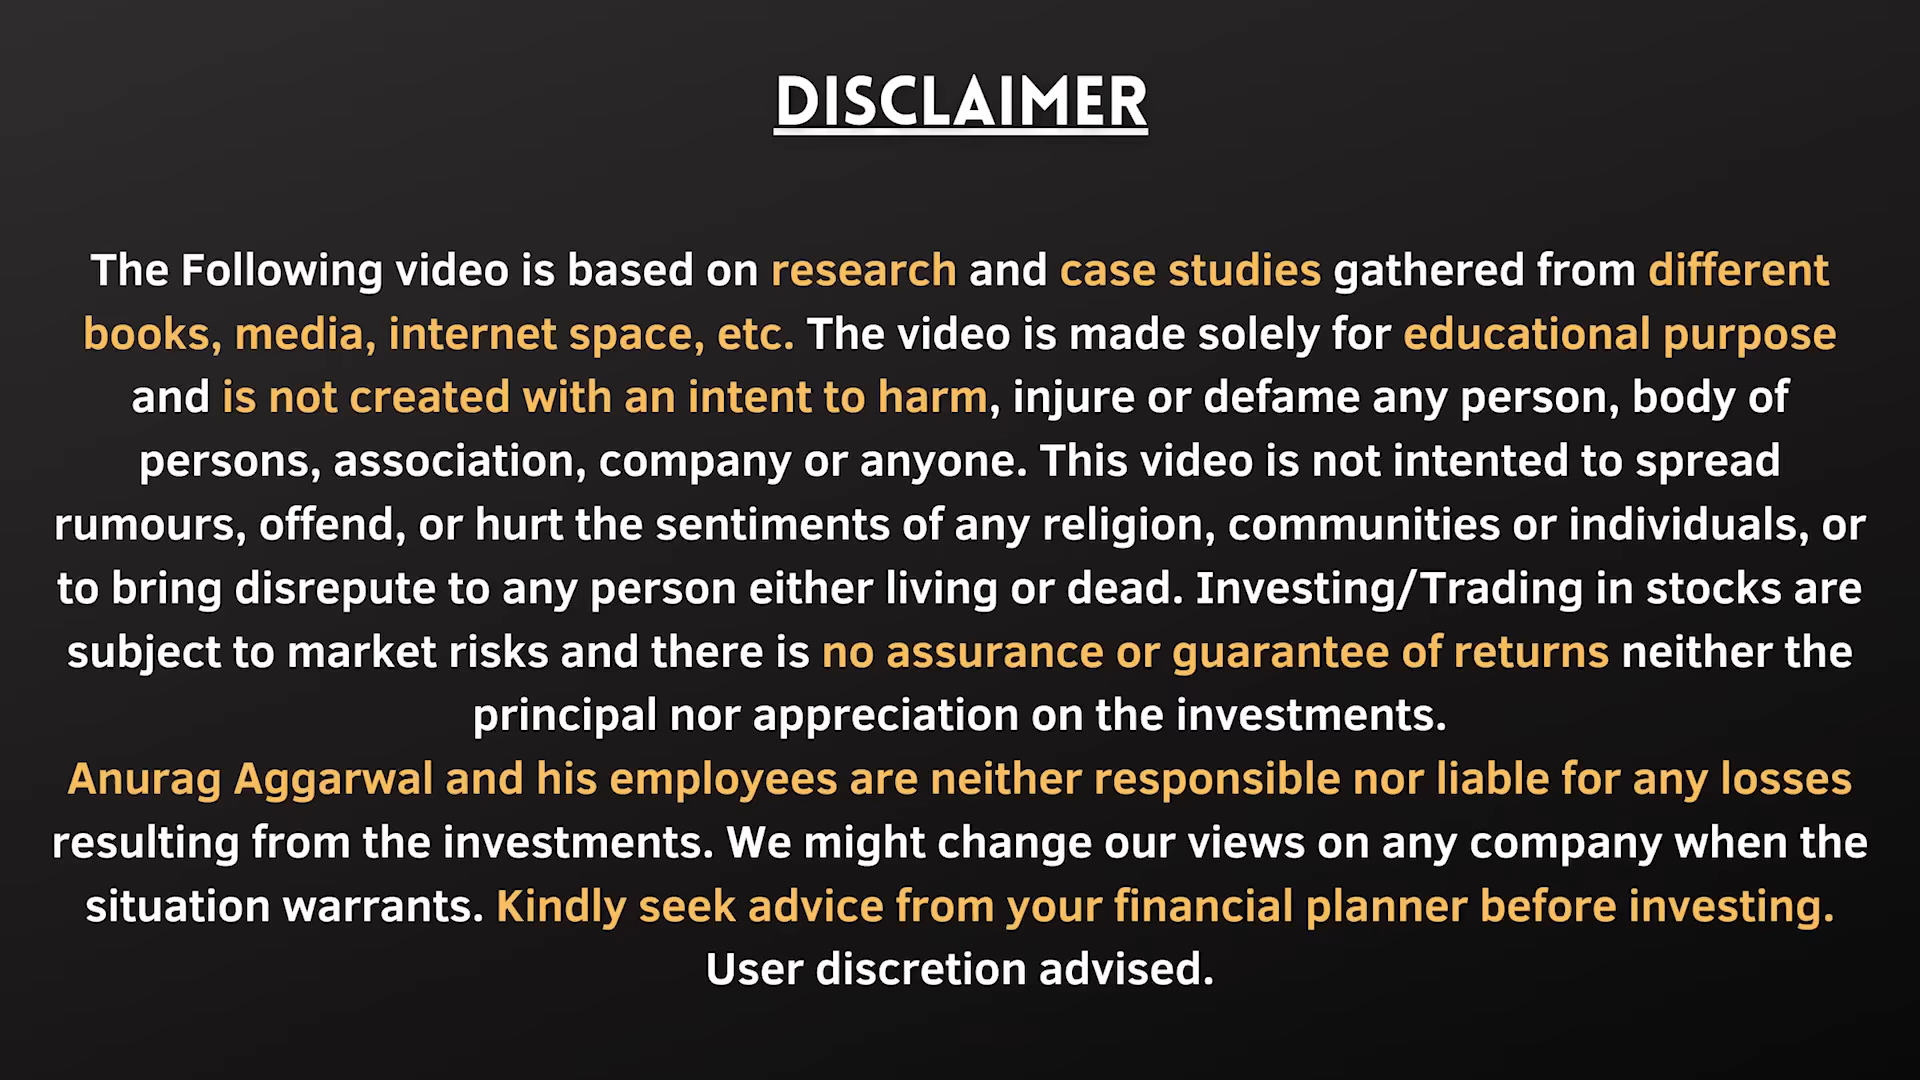 DISCLAIMER
The Following video is based on research and case studies gathered from different
books, media, internet space, etc. The video is made solely for educational purpose
and is not created with an intent to harm, injure or defame any person, body of
persons, association, company or anyone. This video is not intented to spread
rumours, offend, or hurt the sentiments of any religion, communities or individuals, or
to bring disrepute to any person either living or dead. Investing/Trading in stocks are
subject to market risks and there is no assurance or guarantee of returns neither the
principal nor appreciation on the investments.
Anurag Aggarwal and his employees are neither responsible nor liable for any losses
resulting from the investments. We might change our views on any company when the
situation warrants. Kindly seek advice from your financial planner before investing.
User discretion advised.